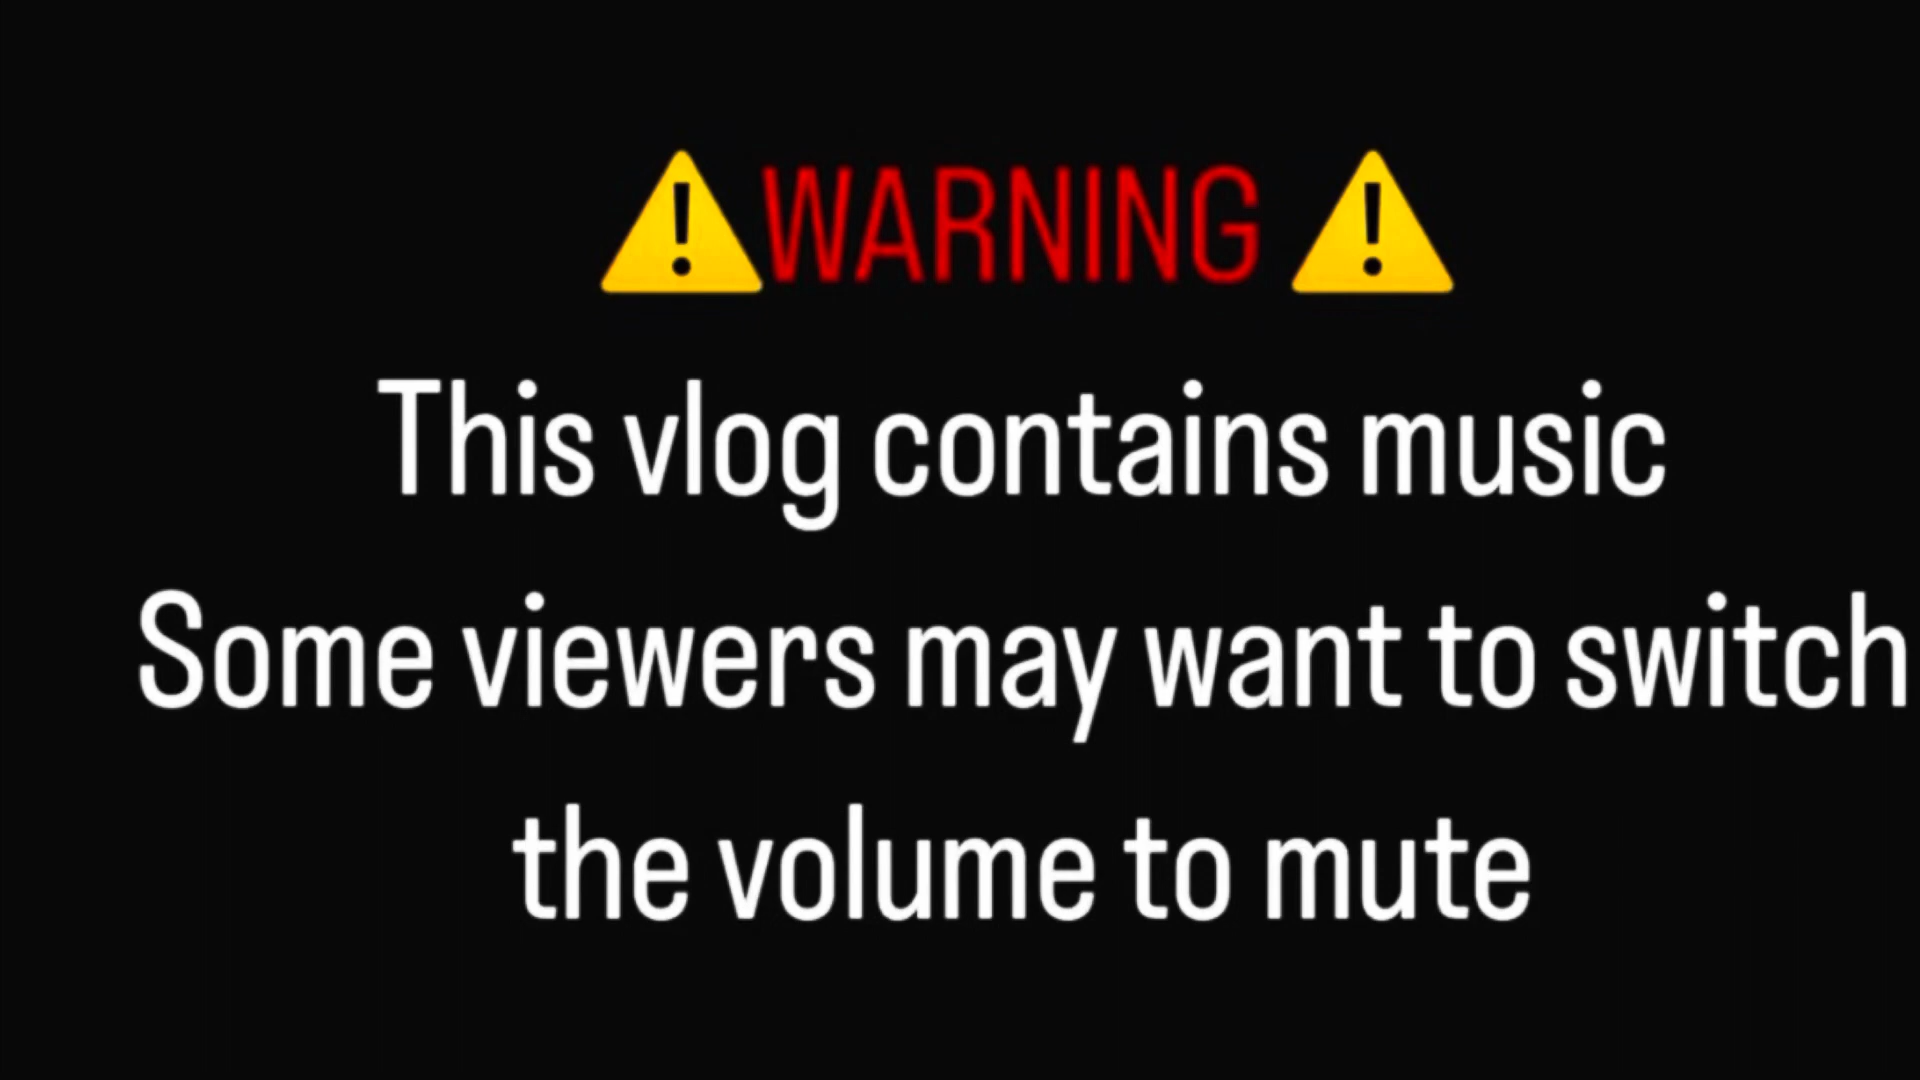 ⚠️WARNING ⚠️
This vlog contains music
Some viewers may want to switch
the volume to mute